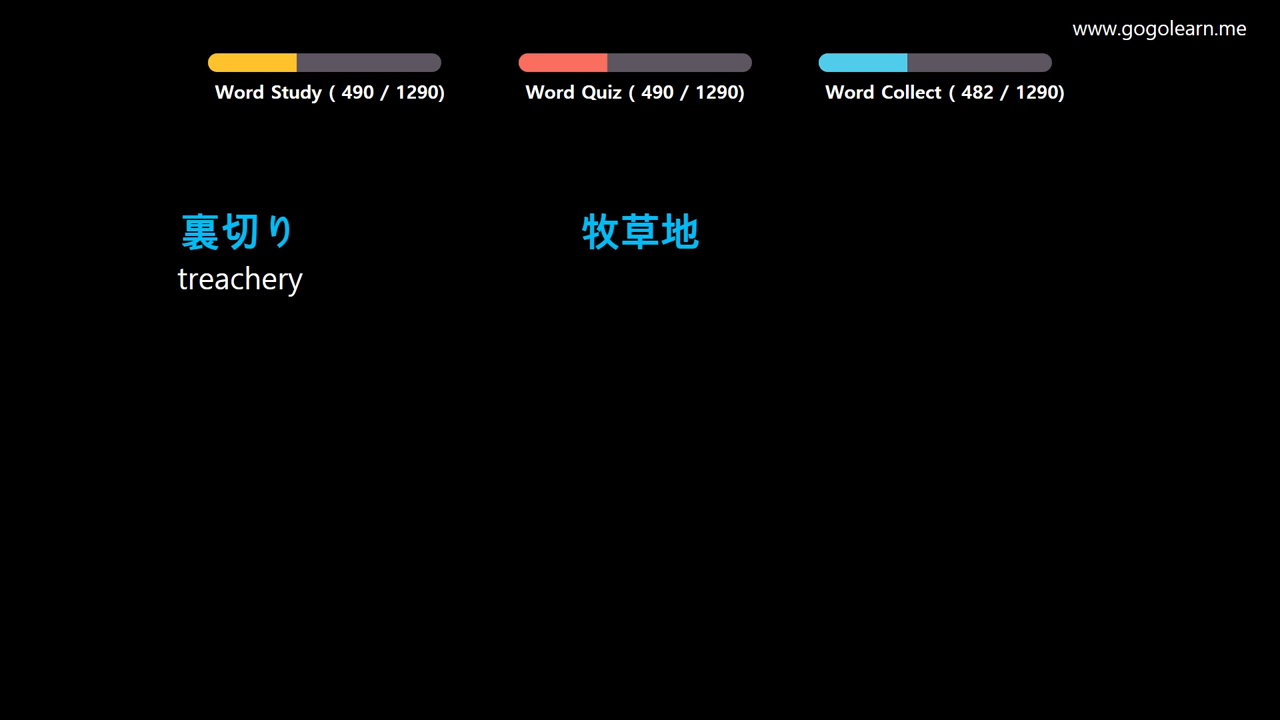 www.gogolearn.me
Word Study ( 490 / 1290)
Word Quiz ( 490 / 1290)
Word Collect ( 482 / 1290)
裏切り
treachery
牧草地